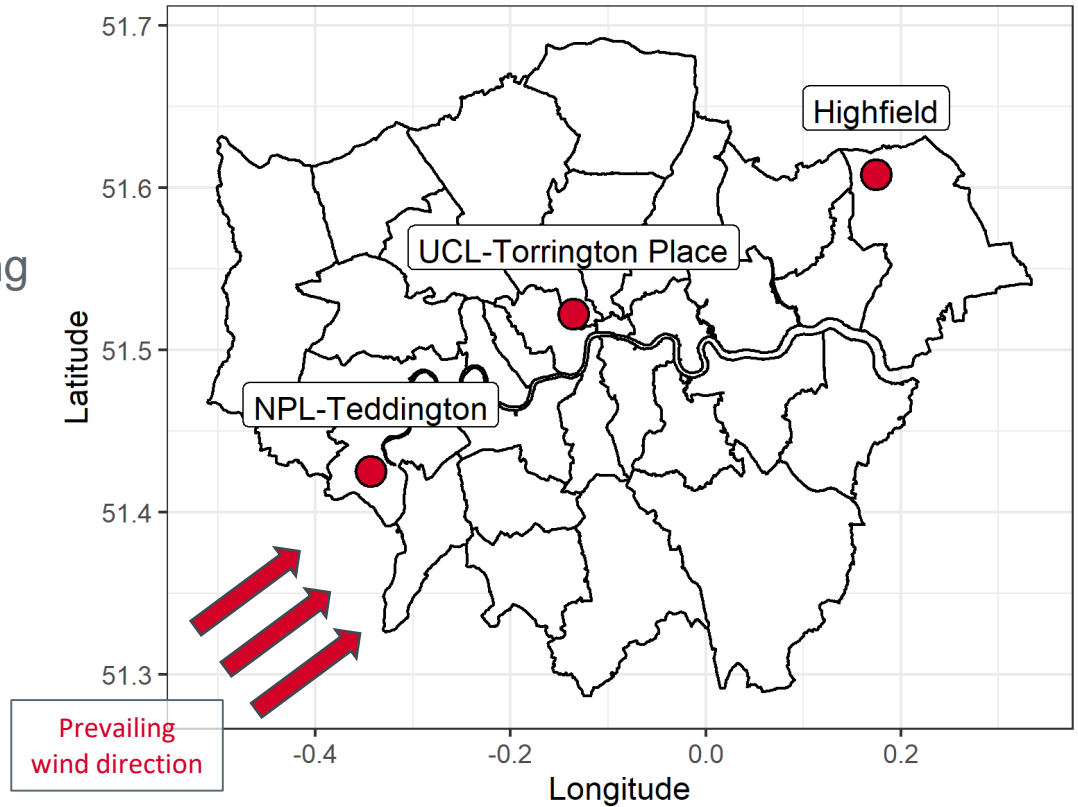 51.7
Highfield
51.6
UCL-Torrington Place
ng
51.5
Latitude
NPL-Teddington
51.4
51.3
Prevailing
wind direction
-0.4
-0.2
0.0
0.2
Longitude